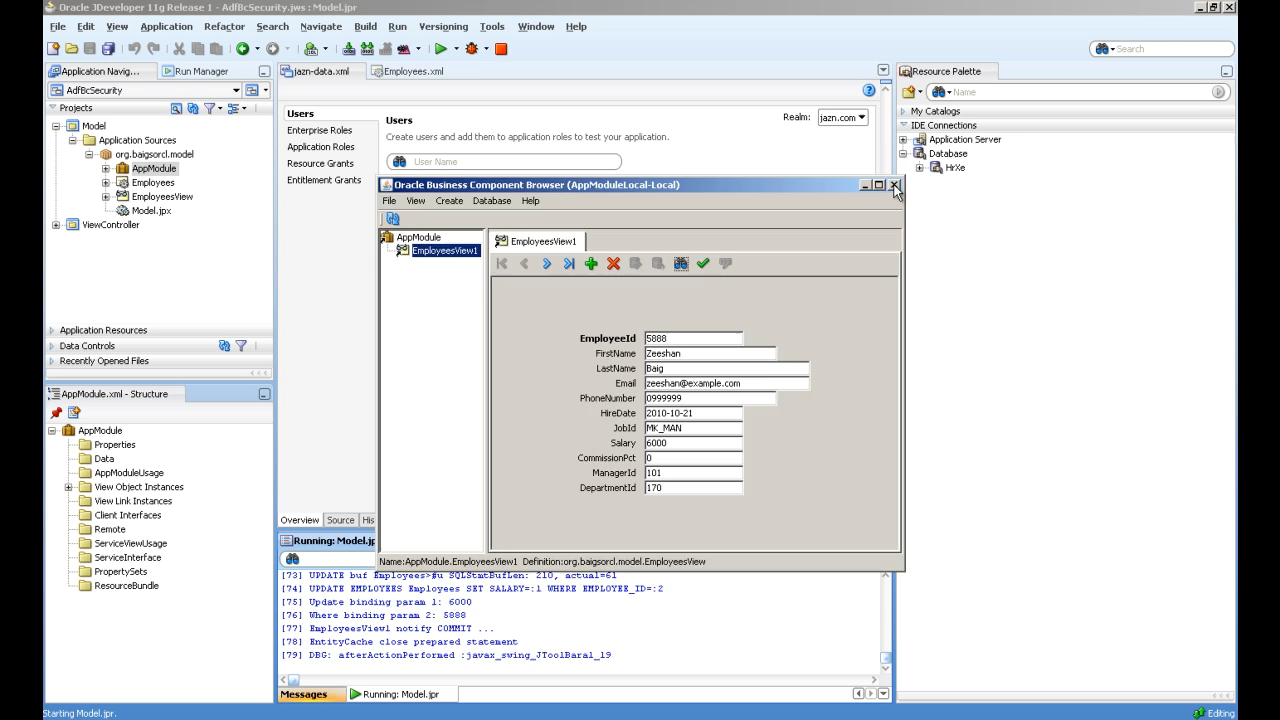 Oracle JDeveloper 11g Release 1 - AdfBcSecurity.jws : Model.jpr
File Edit View Application Refactor Search Navigate Build Run Versioning Tools Window Help
Search
Application Navig... Run Manager
AdfBcSecurity
Projects
Model
Application Sources
org.baigsorcl.model
AppModule
Employees
EmployeesView
Model.jpx
ViewController
Application Resources
Data Controls
Recently Opened Files
AppModule.xml - Structure
AppModule
Properties
Data
AppModuleUsage
View Object Instances
View Link Instances
Client Interfaces
Remote
ServiceViewUsage
ServiceInterface
PropertySets
ResourceBundle
jazn-data.xml Employees.xml
Users
Enterprise Roles
Application Roles
Resource Grants
Entitlement Grants
Users
Realm: jazn.com
Create users and add them to application roles to test your application.
User Name
Overview Source His
Oracle Business Component Browser (AppModuleLocal-Local)
File View Create Database Help
AppModule
EmployeesView1
EmployeesView1
EmployeeId 5888
FirstName Zeeshan
LastName Baig
Email zeeshan@example.com
PhoneNumber 0999999
HireDate 2010-10-21
JobId MK_MAN
Salary 6000
CommissionPct 0
ManagerId 101
DepartmentId 170
Name:AppModule.EmployeesView1 Definition:org.baigsorcl.model.EmployeesView
Running: Model.jp
[73] UPDATE buf Employees>#u SQLStmtBufLen: 210, actual=61
[74] UPDATE EMPLOYEES Employees SET SALARY=:1 WHERE EMPLOYEE_ID=:2
[75] Update binding param 1: 6000
[76] Where binding param 2: 5888
[77] EmployeesView1 notify COMMIT ...
[78] EntityCache close prepared statement
[79] DBG: afterActionPerformed :javax_swing_JToolBara1_19
Messages Running: Model.jpr
Resource Palette
Name
My Catalogs
IDE Connections
Application Server
Database
HrXe
Starting Model.jpr.
Editing